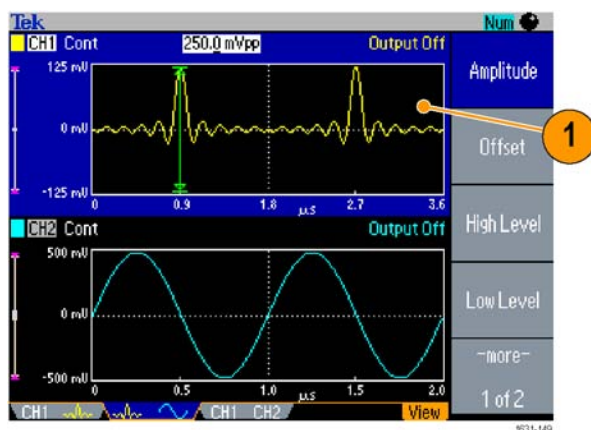 Tek
Num
CH1 Cont 250.0 mVpp Output Off
125 mV
0 mV
-125 mV
0 0.9 1.8 µs 2.7 3.6
CH2 Cont Output Off
500 mV
0 mV
-500 mV
0 0.5 1.0 µs 1.5 2.0
CH1 CH1 CH2 View
Amplitude
Offset
High Level
Low Level
-more-
1 of 2
1
1631-149